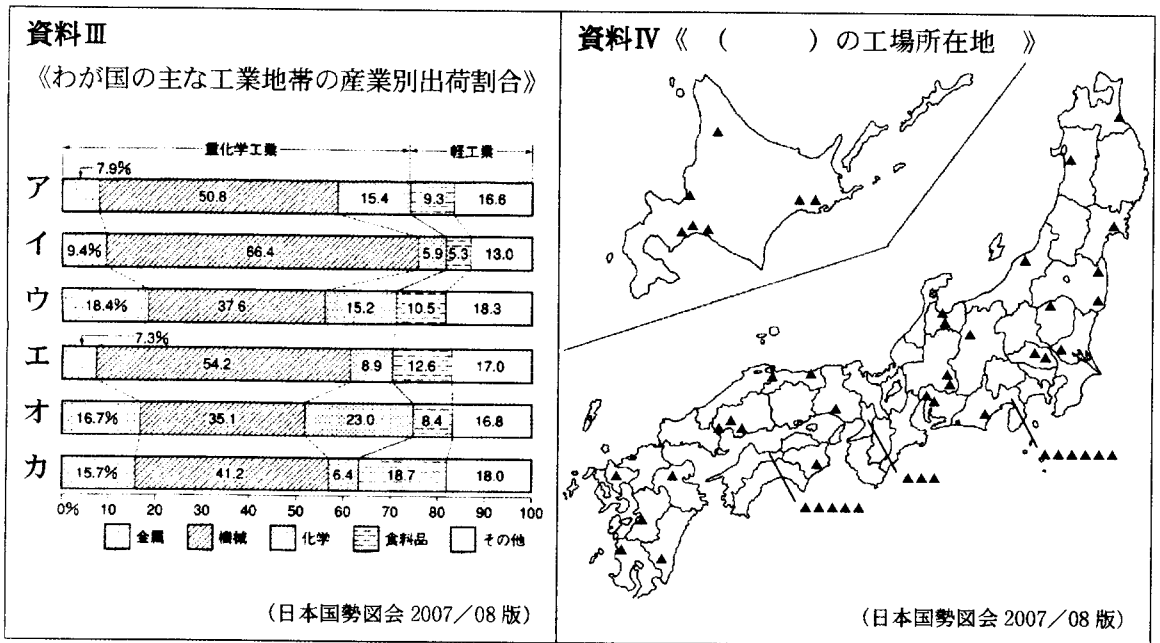 資料Ⅲ
《わが国の主な工業地帯の産業別出荷割合》
重化学工業 軽工業
7.9%
ア 50.8 15.4 9.3 16.6
イ 9.4% 66.4 5.9 5.3 13.0
ウ 18.4% 37.6 15.2 10.5 18.3
7.3%
エ 54.2 8.9 12.6 17.0
オ 16.7% 35.1 23.0 8.4 16.8
カ 15.7% 41.2 6.4 18.7 18.0
0% 10 20 30 40 50 60 70 80 90 100
金属 機械 化学 食料品 その他
(日本国勢図会 2007/08 版)
資料Ⅳ 《 (　　　) の工場所在地 》
(日本国勢図会 2007/08 版)